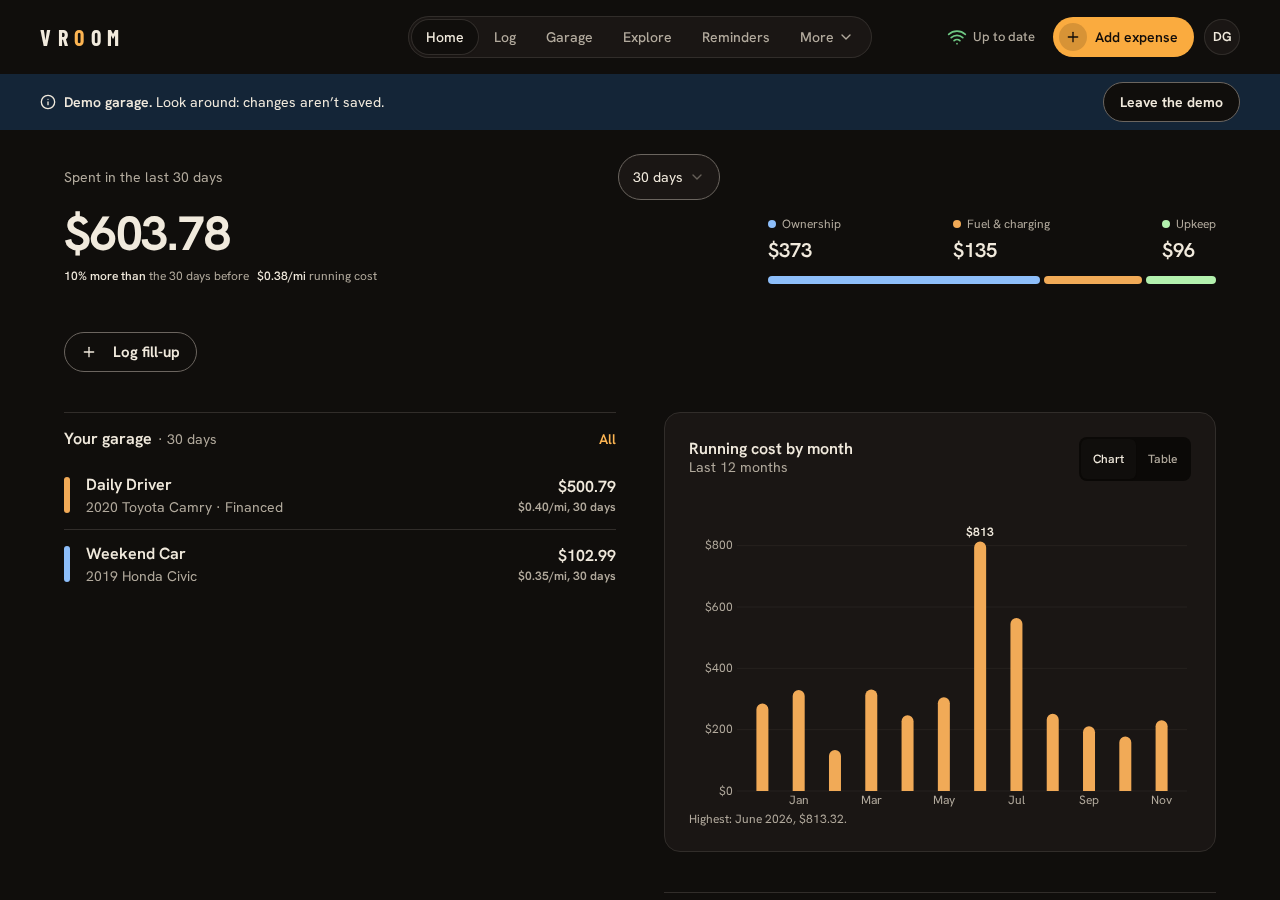 VROOM
Home
Log
Garage
Explore
Reminders
More
Up to date
Add expense
DG
Demo garage. Look around: changes aren’t saved.
Leave the demo
Spent in the last 30 days
30 days
$603.78
10% more than the 30 days before $0.38/mi running cost
Ownership
$373
Fuel & charging
$135
Upkeep
$96
Log fill-up
Your garage · 30 days
All
Daily Driver
2020 Toyota Camry · Financed
$500.79
$0.40/mi, 30 days
Weekend Car
2019 Honda Civic
$102.99
$0.35/mi, 30 days
Running cost by month
Last 12 months
Chart
Table
$813
$800
$600
$400
$200
$0
Jan
Mar
May
Jul
Sep
Nov
Highest: June 2026, $813.32.